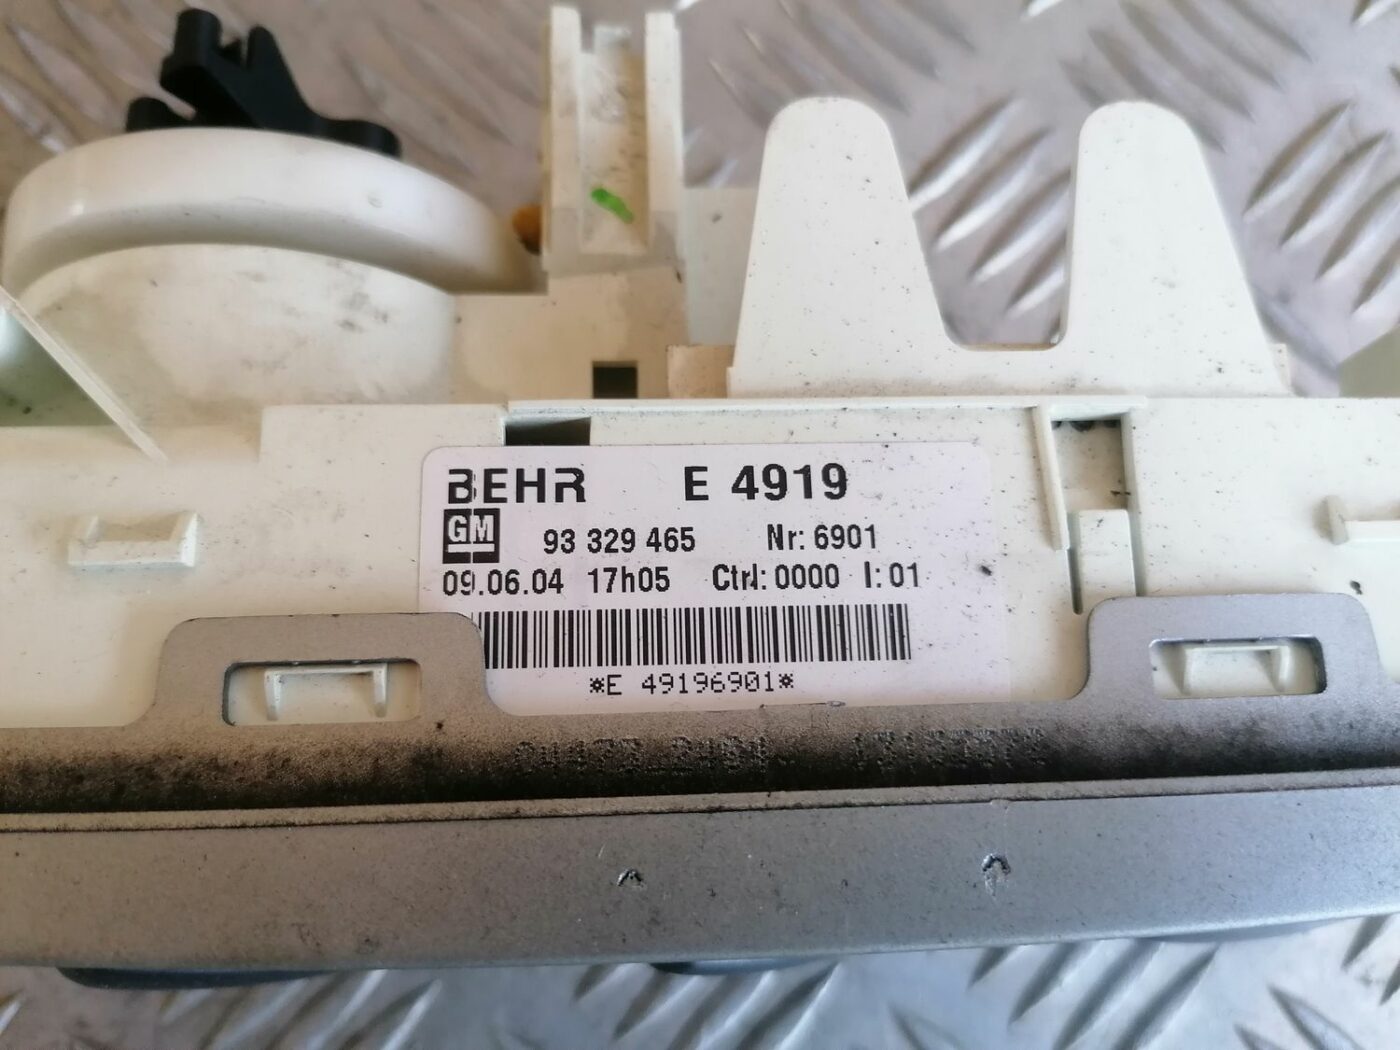 BEHR E 4919
GM 93 329 465 Nr: 6901
09.06.04 17h05 Ctrl: 0000 I: 01
*E 49196901*